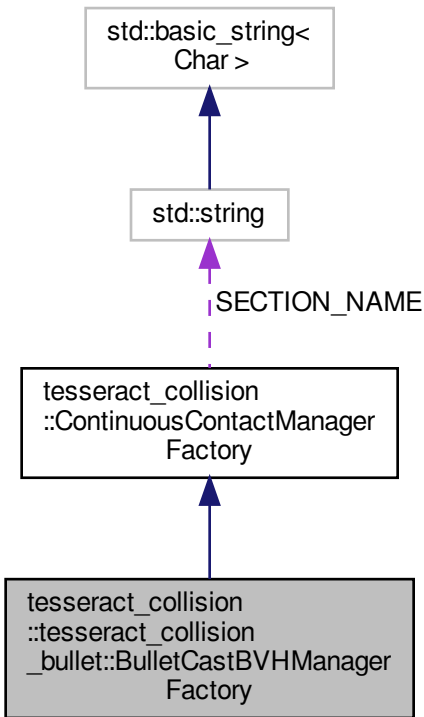 std::basic_string<
Char >
std::string
SECTION_NAME
tesseract_collision
::ContinuousContactManager
Factory
tesseract_collision
::tesseract_collision
_bullet::BulletCastBVHManager
Factory